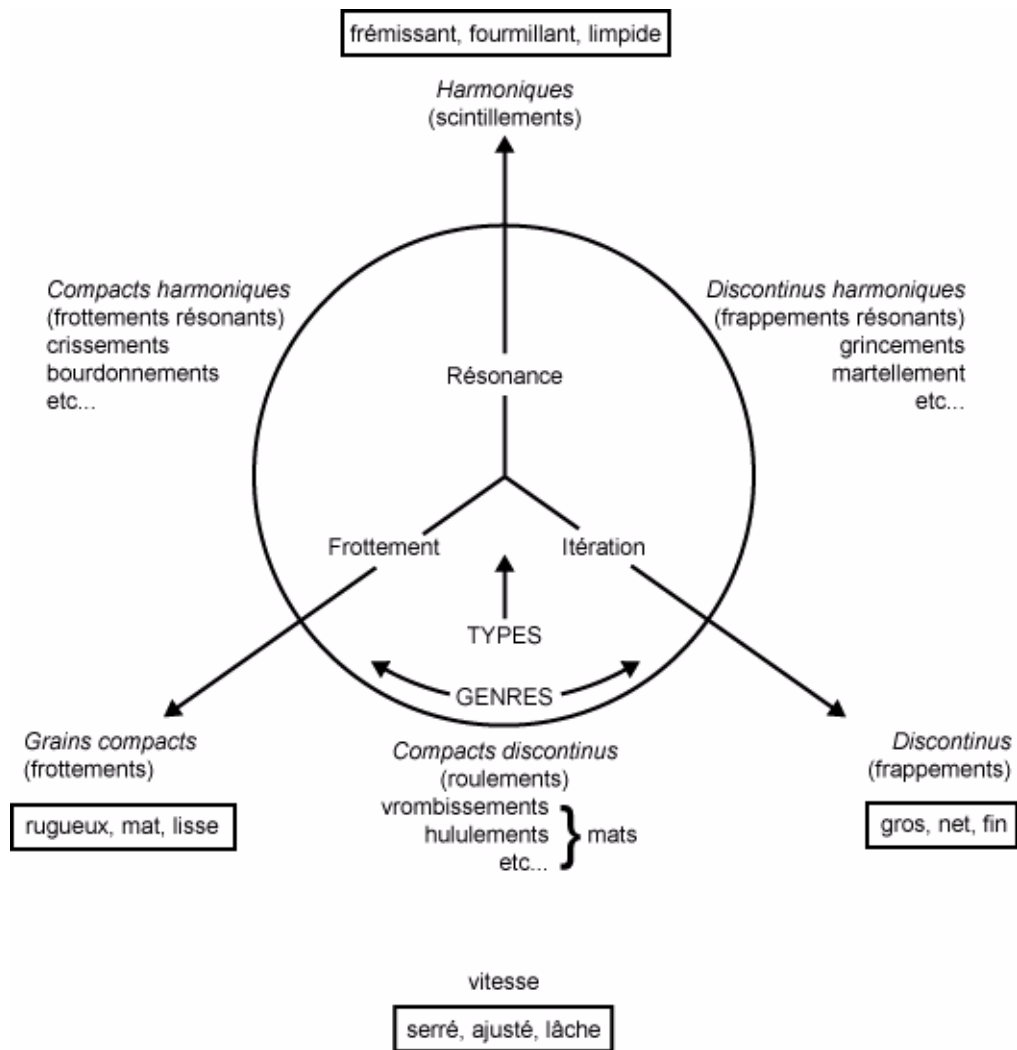 frémissant, fourmillant, limpide
Harmoniques
(scintillements)
Compacts harmoniques
(frottements résonants)
crissements
bourdonnements
etc...
Discontinus harmoniques
(frappements résonants)
grincements
martellement
etc...
Résonance
Frottement
Itération
TYPES
GENRES
Grains compacts
(frottements)
rugueux, mat, lisse
Compacts discontinus
(roulements)
vrombissements
hululements
etc...
} mats
Discontinus
(frappements)
gros, net, fin
vitesse
serré, ajusté, lâche